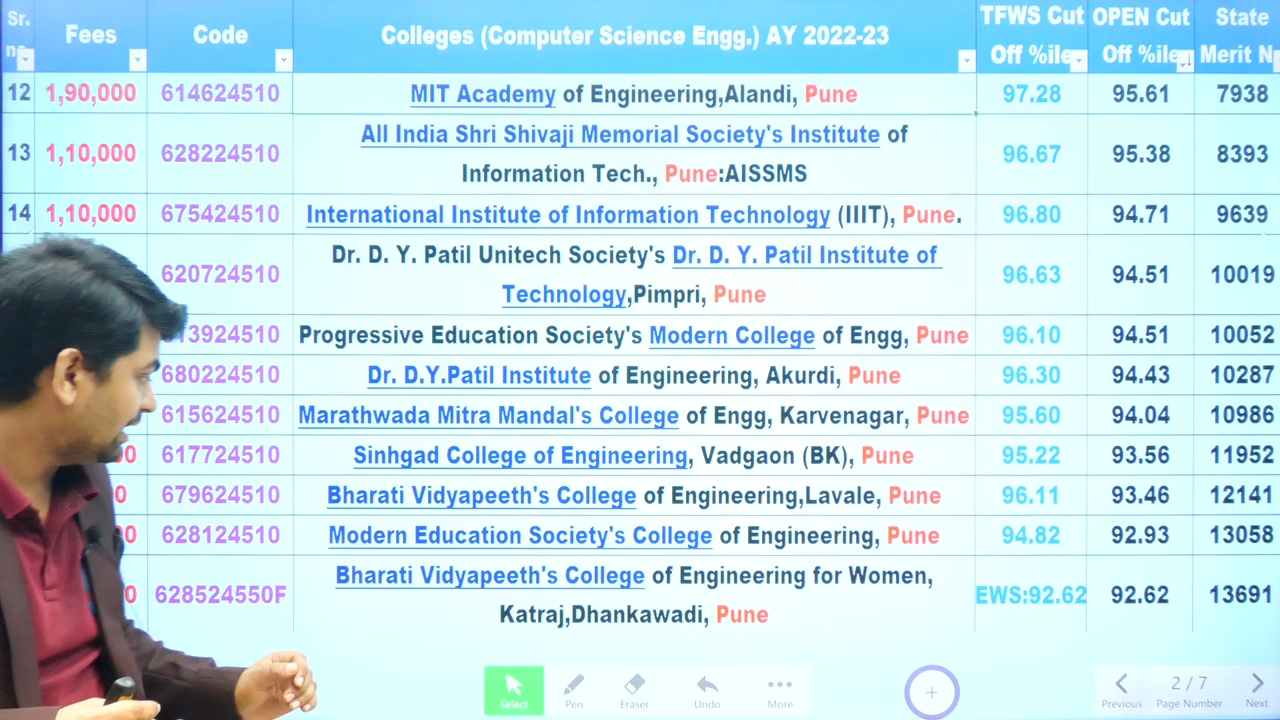 Sr. no Fees Code Colleges (Computer Science Engg.) AY 2022-23 TFWS Cut Off %ile OPEN Cut Off %ile State Merit N
12 1,90,000 614624510 MIT Academy of Engineering,Alandi, Pune 97.28 95.61 7938
13 1,10,000 628224510 All India Shri Shivaji Memorial Society's Institute of Information Tech., Pune:AISSMS 96.67 95.38 8393
14 1,10,000 675424510 International Institute of Information Technology (IIIT), Pune. 96.80 94.71 9639
620724510 Dr. D. Y. Patil Unitech Society's Dr. D. Y. Patil Institute of Technology,Pimpri, Pune 96.63 94.51 10019
13924510 Progressive Education Society's Modern College of Engg, Pune 96.10 94.51 10052
680224510 Dr. D.Y.Patil Institute of Engineering, Akurdi, Pune 96.30 94.43 10287
615624510 Marathwada Mitra Mandal's College of Engg, Karvenagar, Pune 95.60 94.04 10986
00 617724510 Sinhgad College of Engineering, Vadgaon (BK), Pune 95.22 93.56 11952
0 679624510 Bharati Vidyapeeth's College of Engineering,Lavale, Pune 96.11 93.46 12141
00 628124510 Modern Education Society's College of Engineering, Pune 94.82 92.93 13058
0 628524550F Bharati Vidyapeeth's College of Engineering for Women, Katraj,Dhankawadi, Pune EWS:92.62 92.62 13691
Select Pen Eraser Undo More Previous 2 / 7 Page Number Next